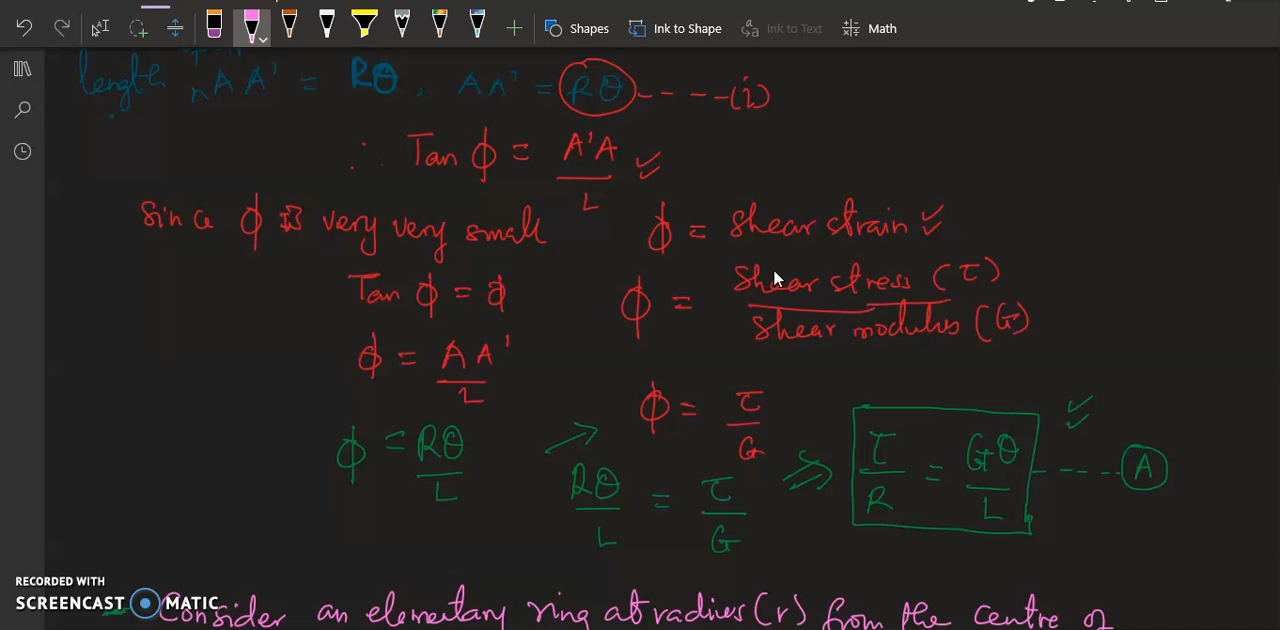 Shapes Ink to Shape Ink to Text Math
length AA' = Rθ, AA' = Rθ ----(i)
∴ Tan ϕ = A'A / L ✓
Since ϕ is very very small
ϕ = shear strain ✓
Tan ϕ = ϕ
ϕ = Shear stress (τ) / Shear modulus (G)
ϕ = AA' / L
ϕ = τ / G
ϕ = Rθ / L
Rθ / L = τ / G ⇒ τ / R = Gθ / L ---- A ✓
RECORDED WITH
SCREENCAST MATIC
Consider an elementary ring at radius (r) from the centre of